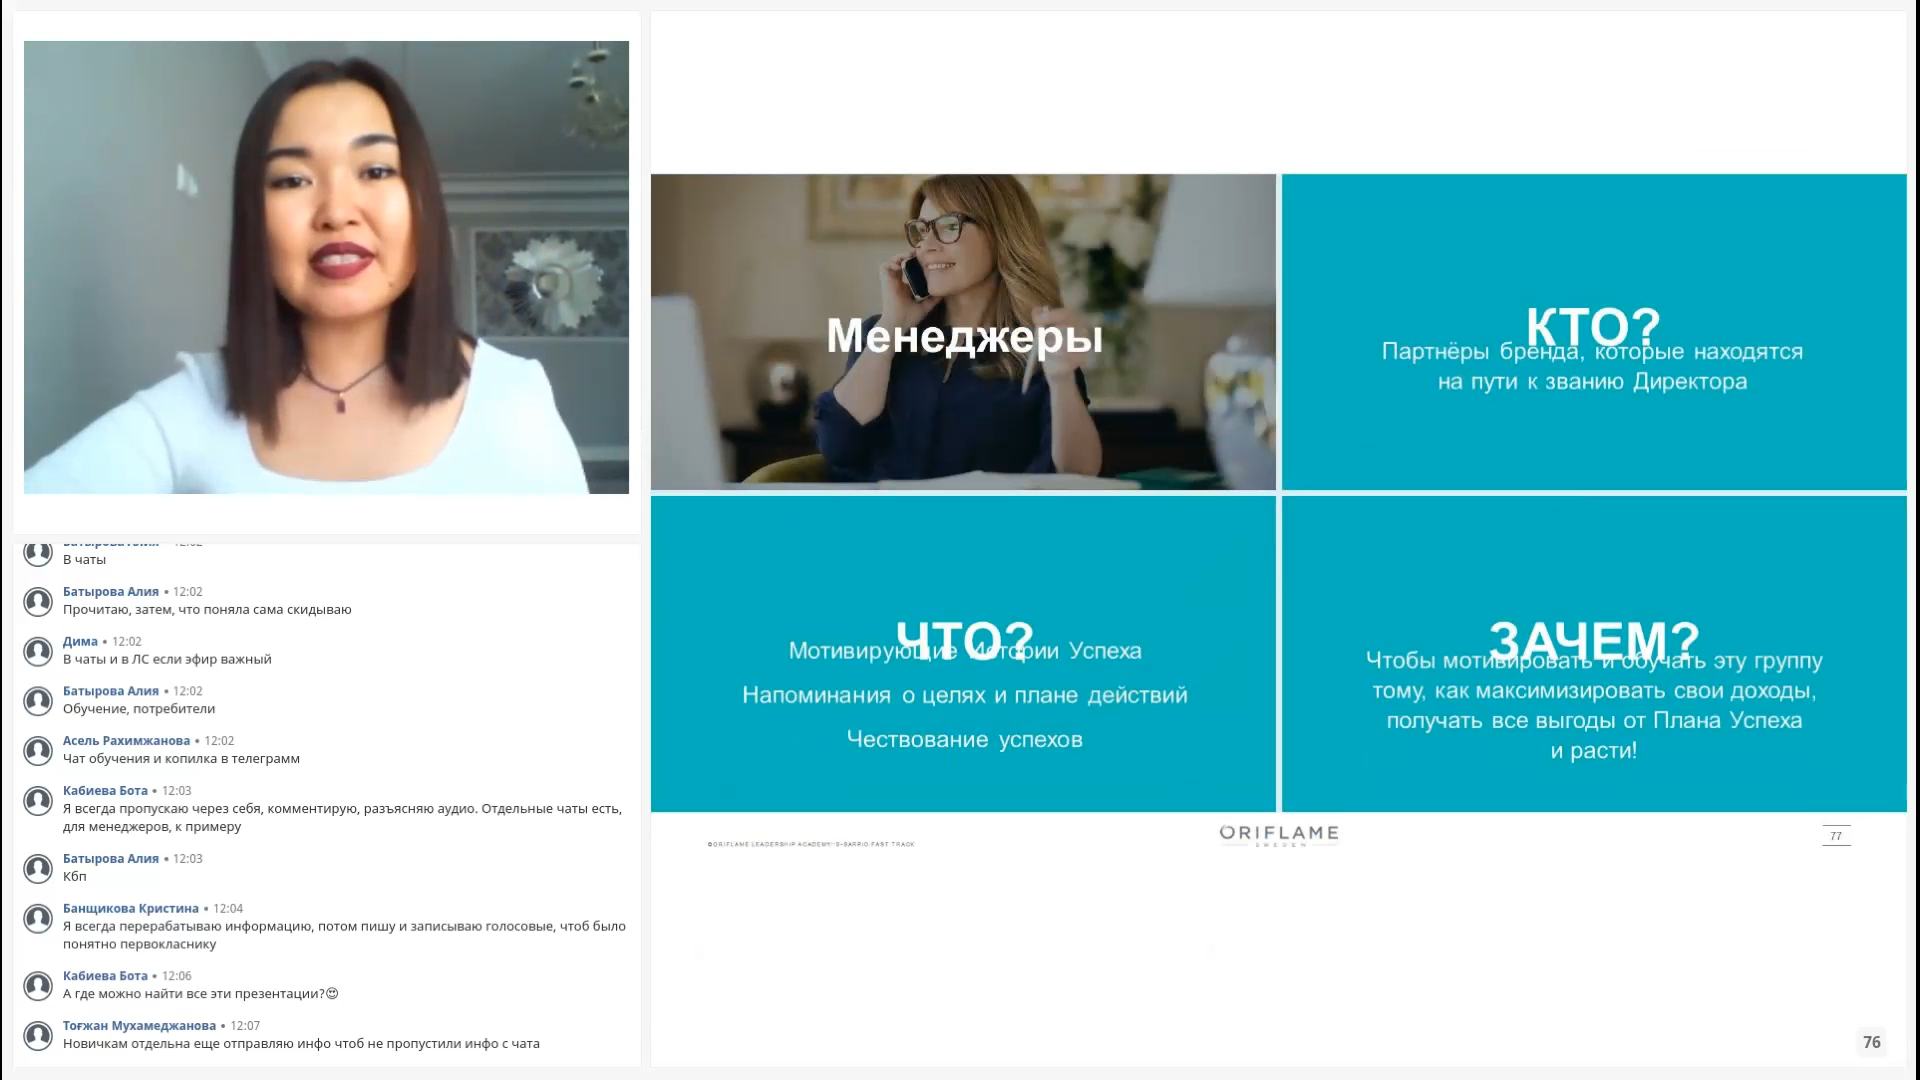 В чаты
Батырова Алия • 12:02
Прочитаю, затем, что поняла сама скидываю
Дима • 12:02
В чаты и в ЛС если эфир важный
Батырова Алия • 12:02
Обучение, потребители
Асель Рахимжанова • 12:02
Чат обучения и копилка в телеграмм
Кабиева Бота • 12:03
Я всегда пропускаю через себя, комментирую, разъясняю аудио. Отдельные чаты есть,
для менеджеров, к примеру
Батырова Алия • 12:03
Кбп
Банщикова Кристина • 12:04
Я всегда перерабатываю информацию, потом пишу и записываю голосовые, чтоб было
понятно первокласнику
Кабиева Бота • 12:06
А где можно найти все эти презентации?😍
Тоғжан Мухамеджанова • 12:07
Новичкам отдельна еще отправляю инфо чтоб не пропустили инфо с чата
Менеджеры
КТО?
Партнёры бренда, которые находятся
на пути к званию Директора
ЧТО?
Мотивирующие Истории Успеха
Напоминания о целях и плане действий
Чествование успехов
ЗАЧЕМ?
Чтобы мотивировать и обучать эту группу
тому, как максимизировать свои доходы,
получать все выгоды от Плана Успеха
и расти!
©ORIFLAME LEADERSHIP ACADEMY
FAST TRACK
ORIFLAME
SWEDEN
77
76